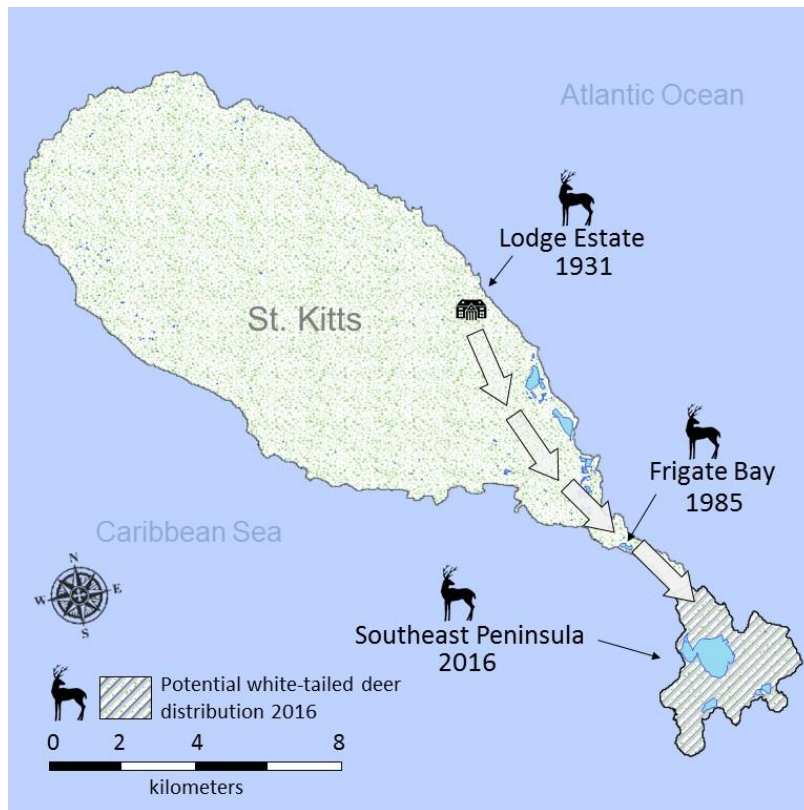 Atlantic Ocean
Lodge Estate
1931
St. Kitts
Frigate Bay
1985
Caribbean Sea
N
W E
S
Southeast Peninsula
2016
Potential white-tailed deer
distribution 2016
0 2 4 8
kilometers